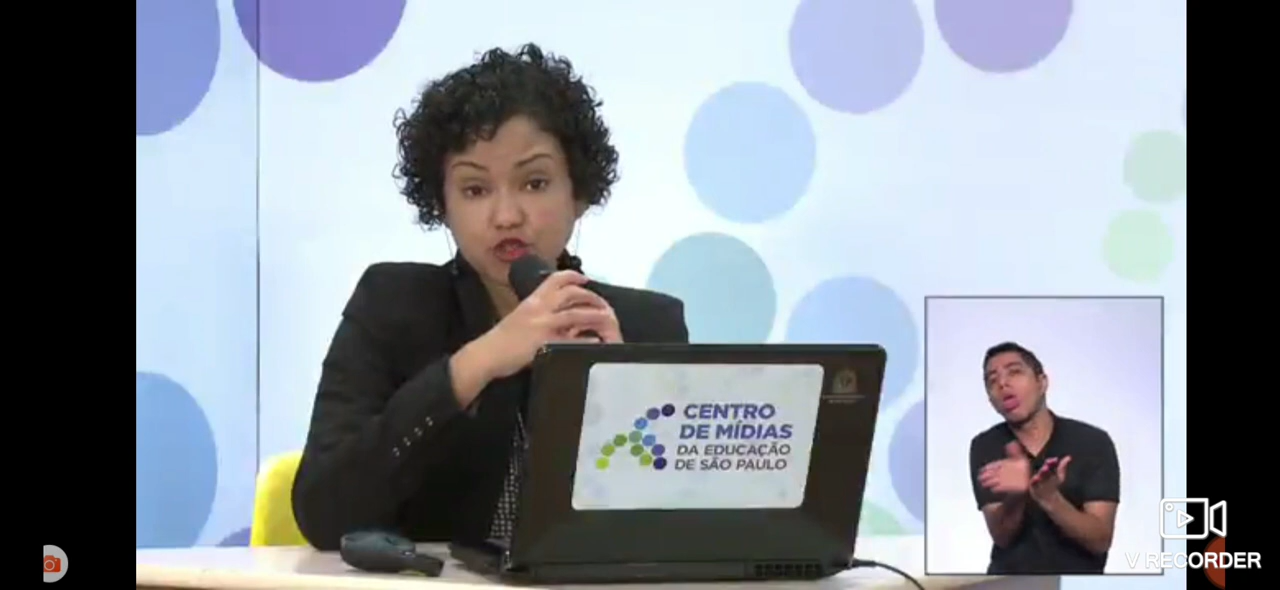 CENTRO
DE MÍDIAS
DA EDUCAÇÃO
DE SÃO PAULO
V RECORDER